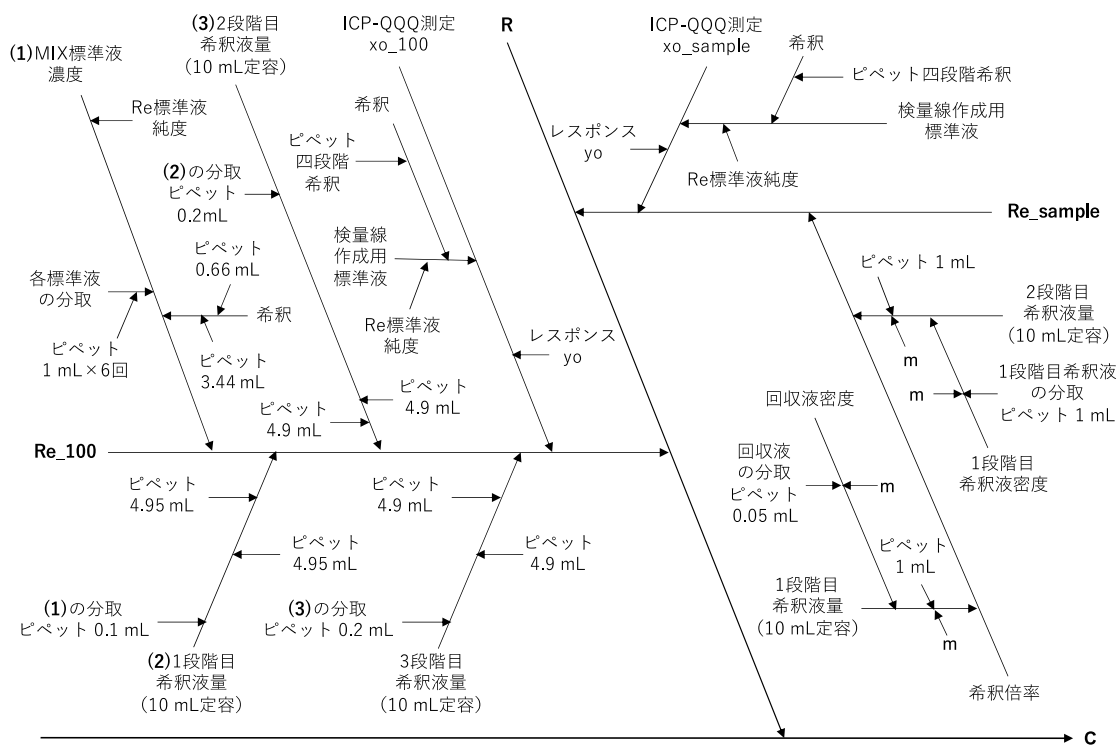 (1)MIX標準液
濃度
Re標準液
純度
各標準液
の分取
ピペット
1 mL×6回
ピペット
0.66 mL
希釈
ピペット
3.44 mL
(3)2段階目
希釈液量
(10 mL定容)
(2)の分取
ピペット
0.2mL
ピペット
4.9 mL
ピペット
4.9 mL
ICP-QQQ測定
xo_100
希釈
ピペット
四段階
希釈
検量線
作成用
標準液
Re標準液
純度
レスポンス
yo
R
ICP-QQQ測定
xo_sample
希釈
ピペット四段階希釈
検量線作成用
標準液
レスポンス
yo
Re標準液純度
Re_sample
ピペット 1 mL
2段階目
希釈液量
(10 mL定容)
m
m
1段階目希釈液
の分取
ピペット 1 mL
1段階目
希釈液密度
回収液密度
回収液
の分取
ピペット
0.05 mL
m
ピペット
1 mL
1段階目
希釈液量
(10 mL定容)
m
希釈倍率
Re_100
ピペット
4.95 mL
ピペット
4.95 mL
(1)の分取
ピペット 0.1 mL
(2)1段階目
希釈液量
(10 mL定容)
ピペット
4.9 mL
ピペット
4.9 mL
(3)の分取
ピペット 0.2 mL
3段階目
希釈液量
(10 mL定容)
C